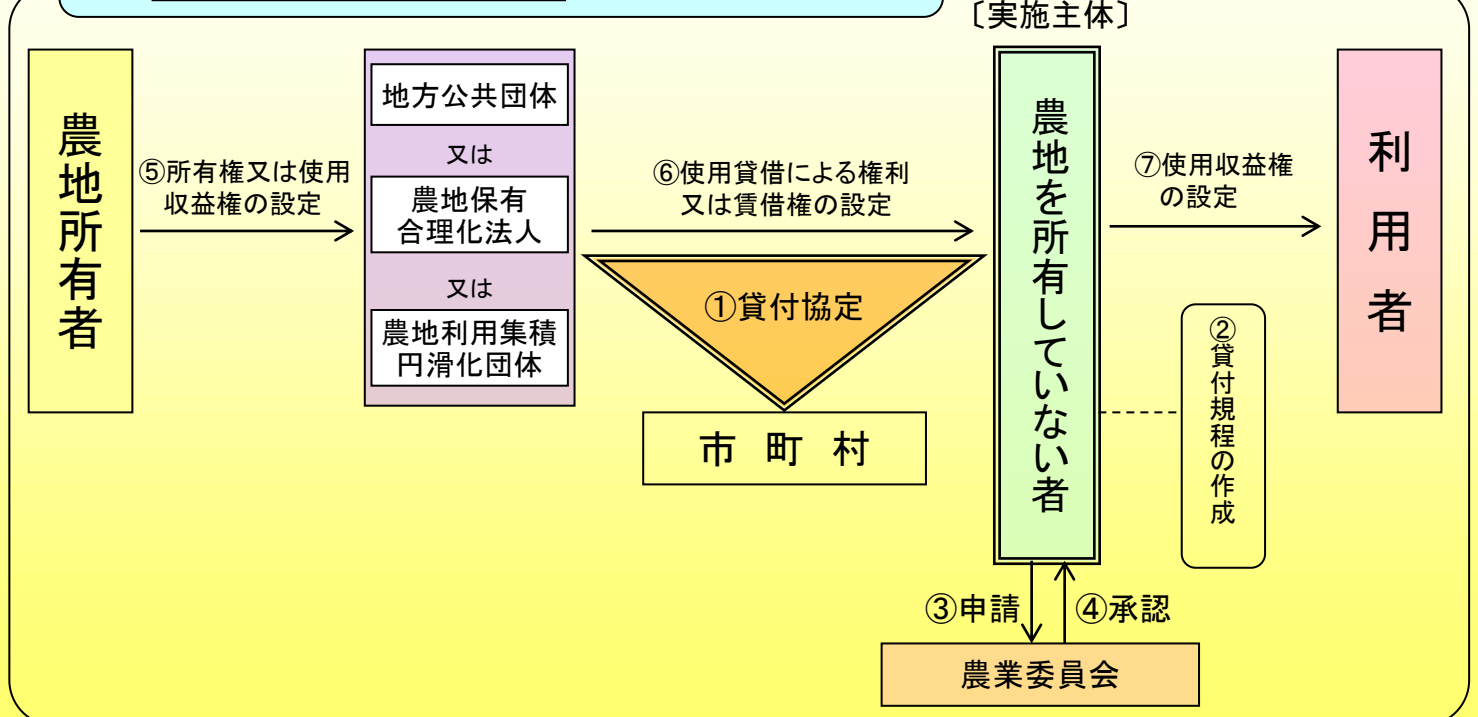 〔実施主体〕
農地所有者
⑤所有権又は使用
収益権の設定
地方公共団体
又は
農地保有
合理化法人
又は
農地利用集積
円滑化団体
⑥使用貸借による権利
又は賃借権の設定
①貸付協定
市町村
農地を所有していない者
⑦使用収益権
の設定
②貸付規程の作成
利用者
③申請
④承認
農業委員会